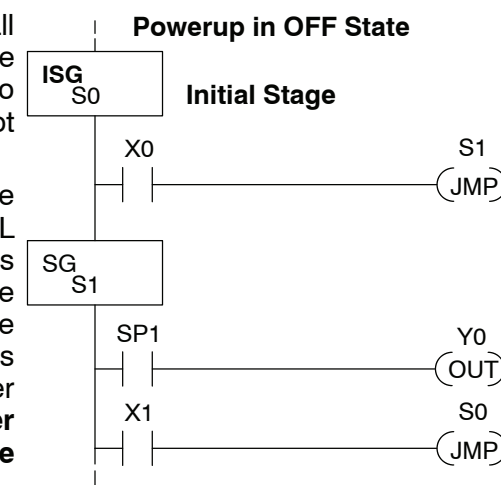 Powerup in OFF State
ISG
S0
Initial Stage
X0
S1
JMP
SG
S1
SP1
Y0
OUT
X1
S0
JMP